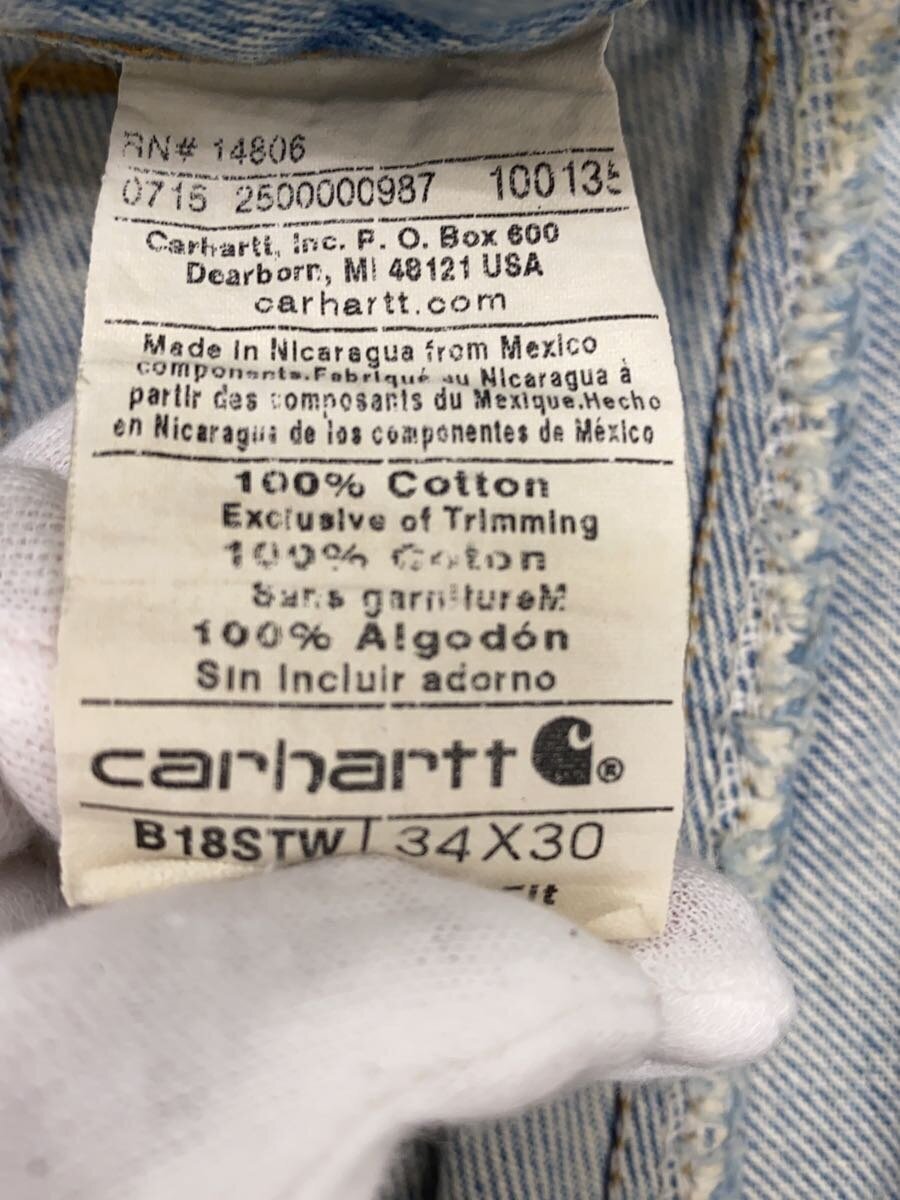 RN# 14806
0715 2500000987 100135
Carhartt, Inc. P. O. Box 600
Dearborn, MI 48121 USA
carhartt.com
Made in Nicaragua from Mexico
components.Fabriqué au Nicaragua à
partir des composants du Mexique.Hecho
en Nicaragua de los componentes de México
100% Cotton
Exclusive of Trimming
100% Coton
Sans garnitureM
100% Algodón
Sin Incluir adorno
carhartt ®
B18STW 34X30
Fit